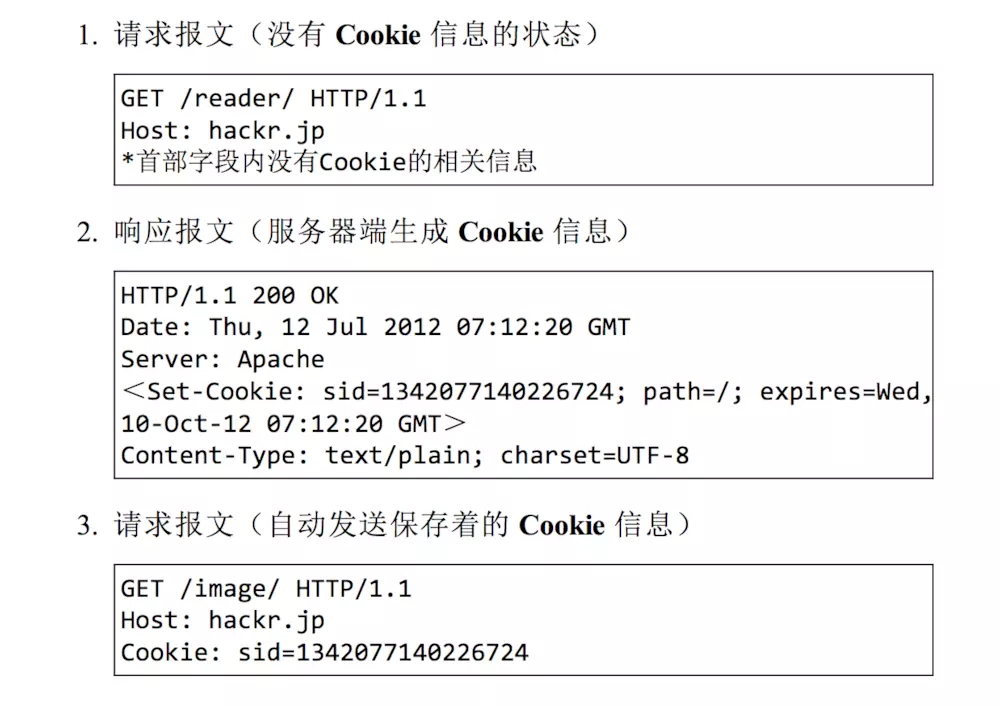 1. 请求报文（没有 Cookie 信息的状态）
GET /reader/ HTTP/1.1
Host: hackr.jp
*首部字段内没有Cookie的相关信息
2. 响应报文（服务器端生成 Cookie 信息）
HTTP/1.1 200 OK
Date: Thu, 12 Jul 2012 07:12:20 GMT
Server: Apache
＜Set-Cookie: sid=1342077140226724; path=/; expires=Wed,
10-Oct-12 07:12:20 GMT＞
Content-Type: text/plain; charset=UTF-8
3. 请求报文（自动发送保存着的 Cookie 信息）
GET /image/ HTTP/1.1
Host: hackr.jp
Cookie: sid=1342077140226724